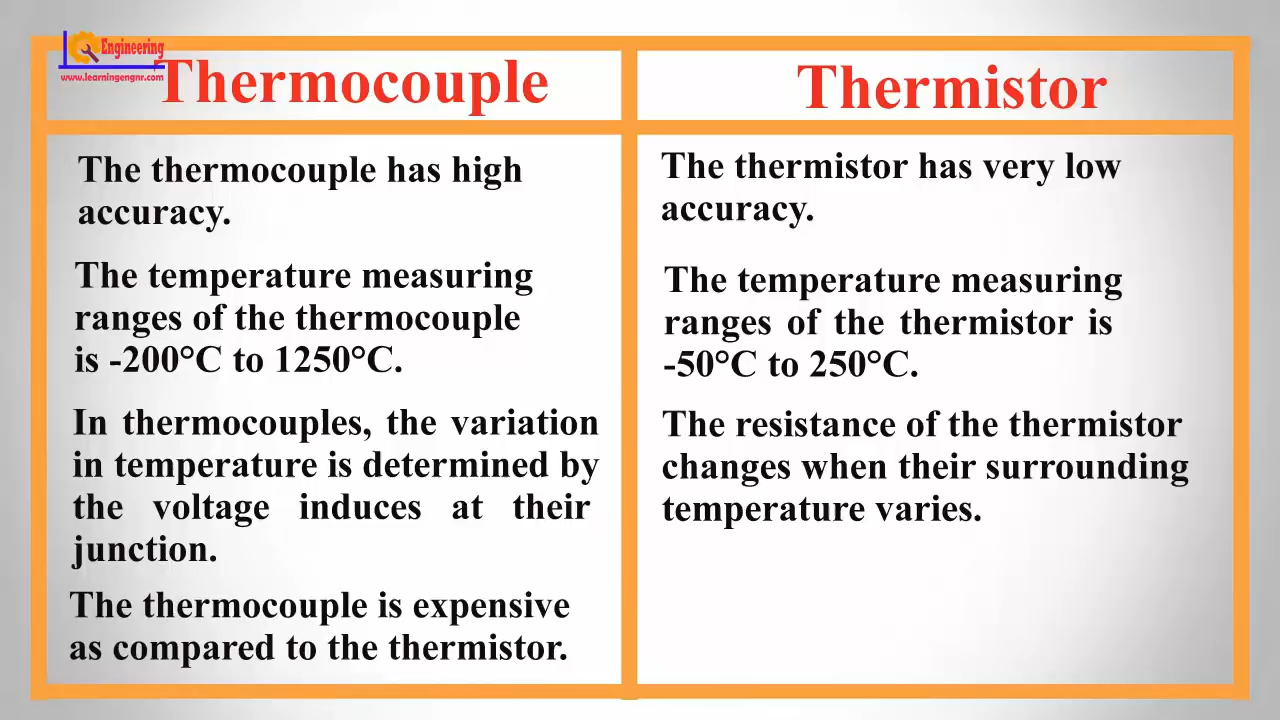 Engineering
www.learningengnr.com
Thermocouple
The thermocouple has high
accuracy.
The temperature measuring
ranges of the thermocouple
is -200°C to 1250°C.
In thermocouples, the variation
in temperature is determined by
the voltage induces at their
junction.
The thermocouple is expensive
as compared to the thermistor.
Thermistor
The thermistor has very low
accuracy.
The temperature measuring
ranges of the thermistor is
-50°C to 250°C.
The resistance of the thermistor
changes when their surrounding
temperature varies.